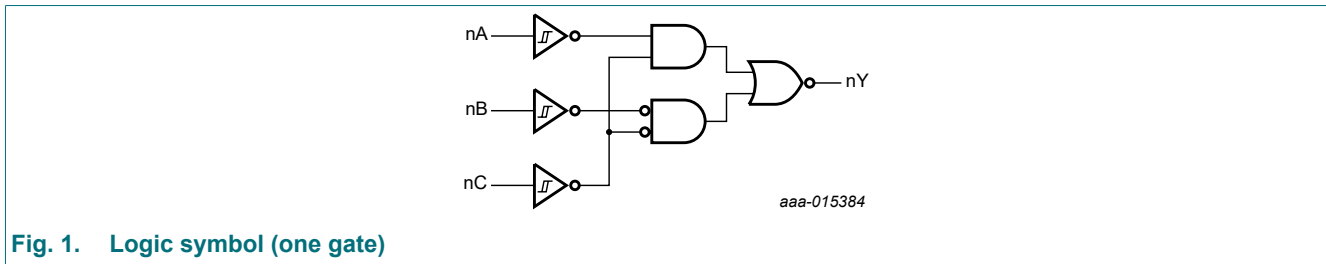 nA
nY
nB
nC
aaa-015384
Fig. 1. Logic symbol (one gate)